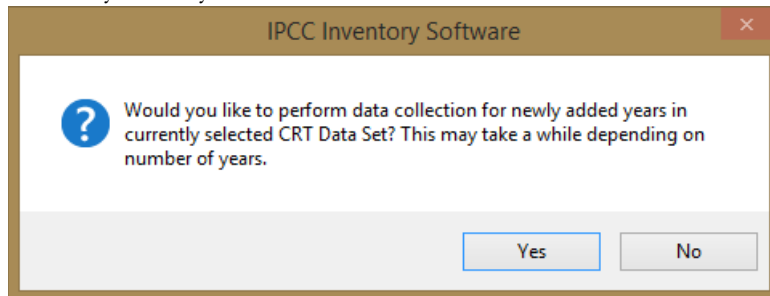 IPCC Inventory Software
Would you like to perform data collection for newly added years in
currently selected CRT Data Set? This may take a while depending on
number of years.
Yes
No